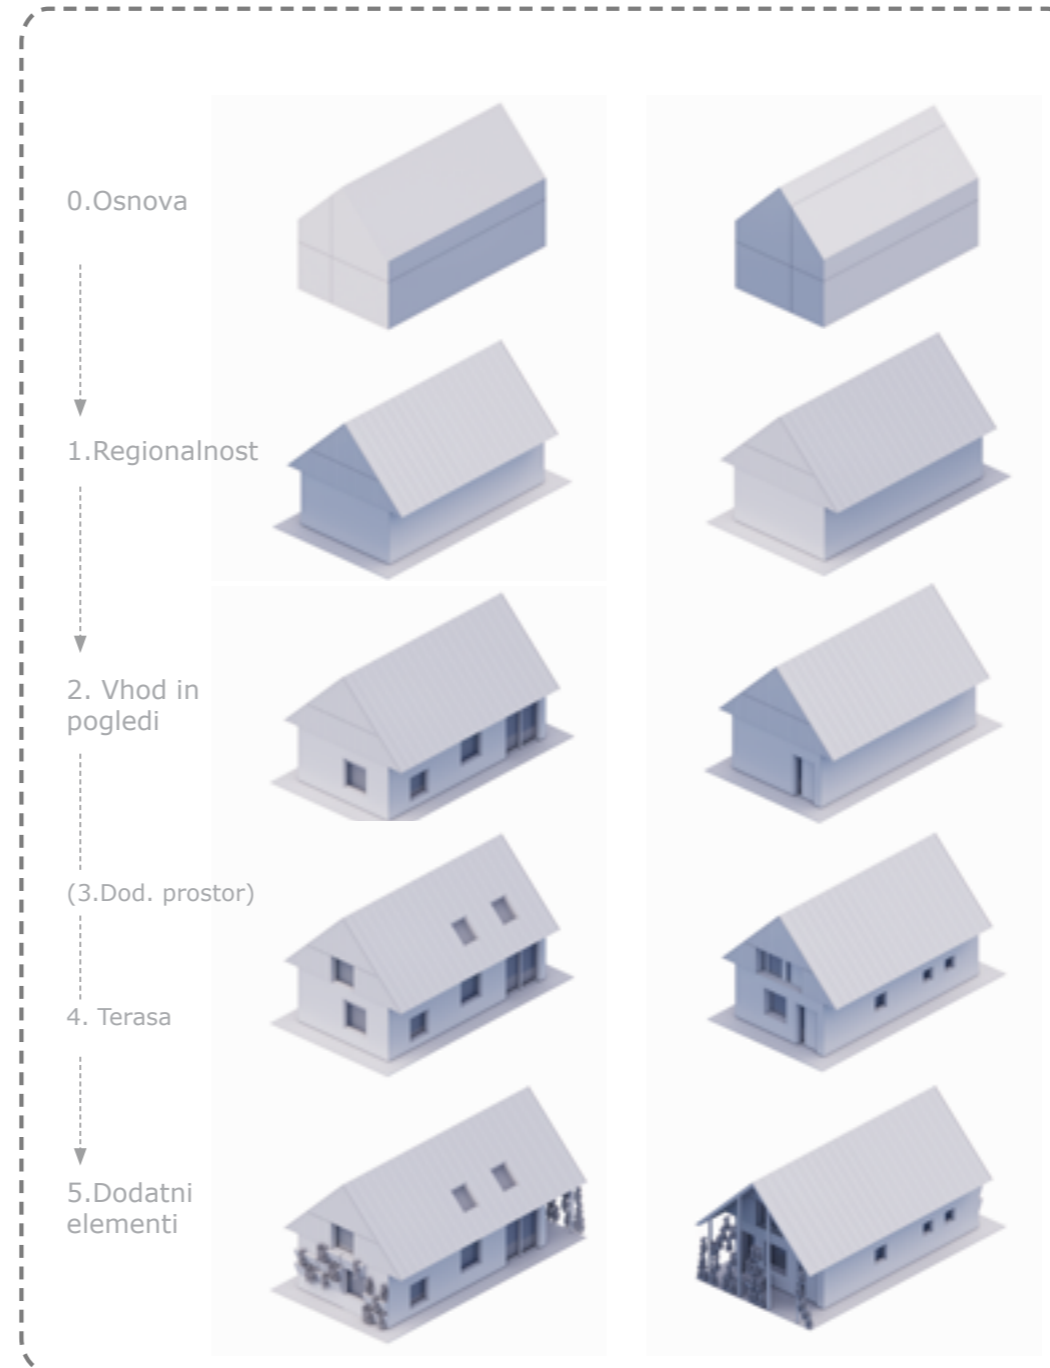 0.Osnova
1.Regionalnost
2. Vhod in
pogledi
(3.Dod. prostor)
4. Terasa
5.Dodatni
elementi